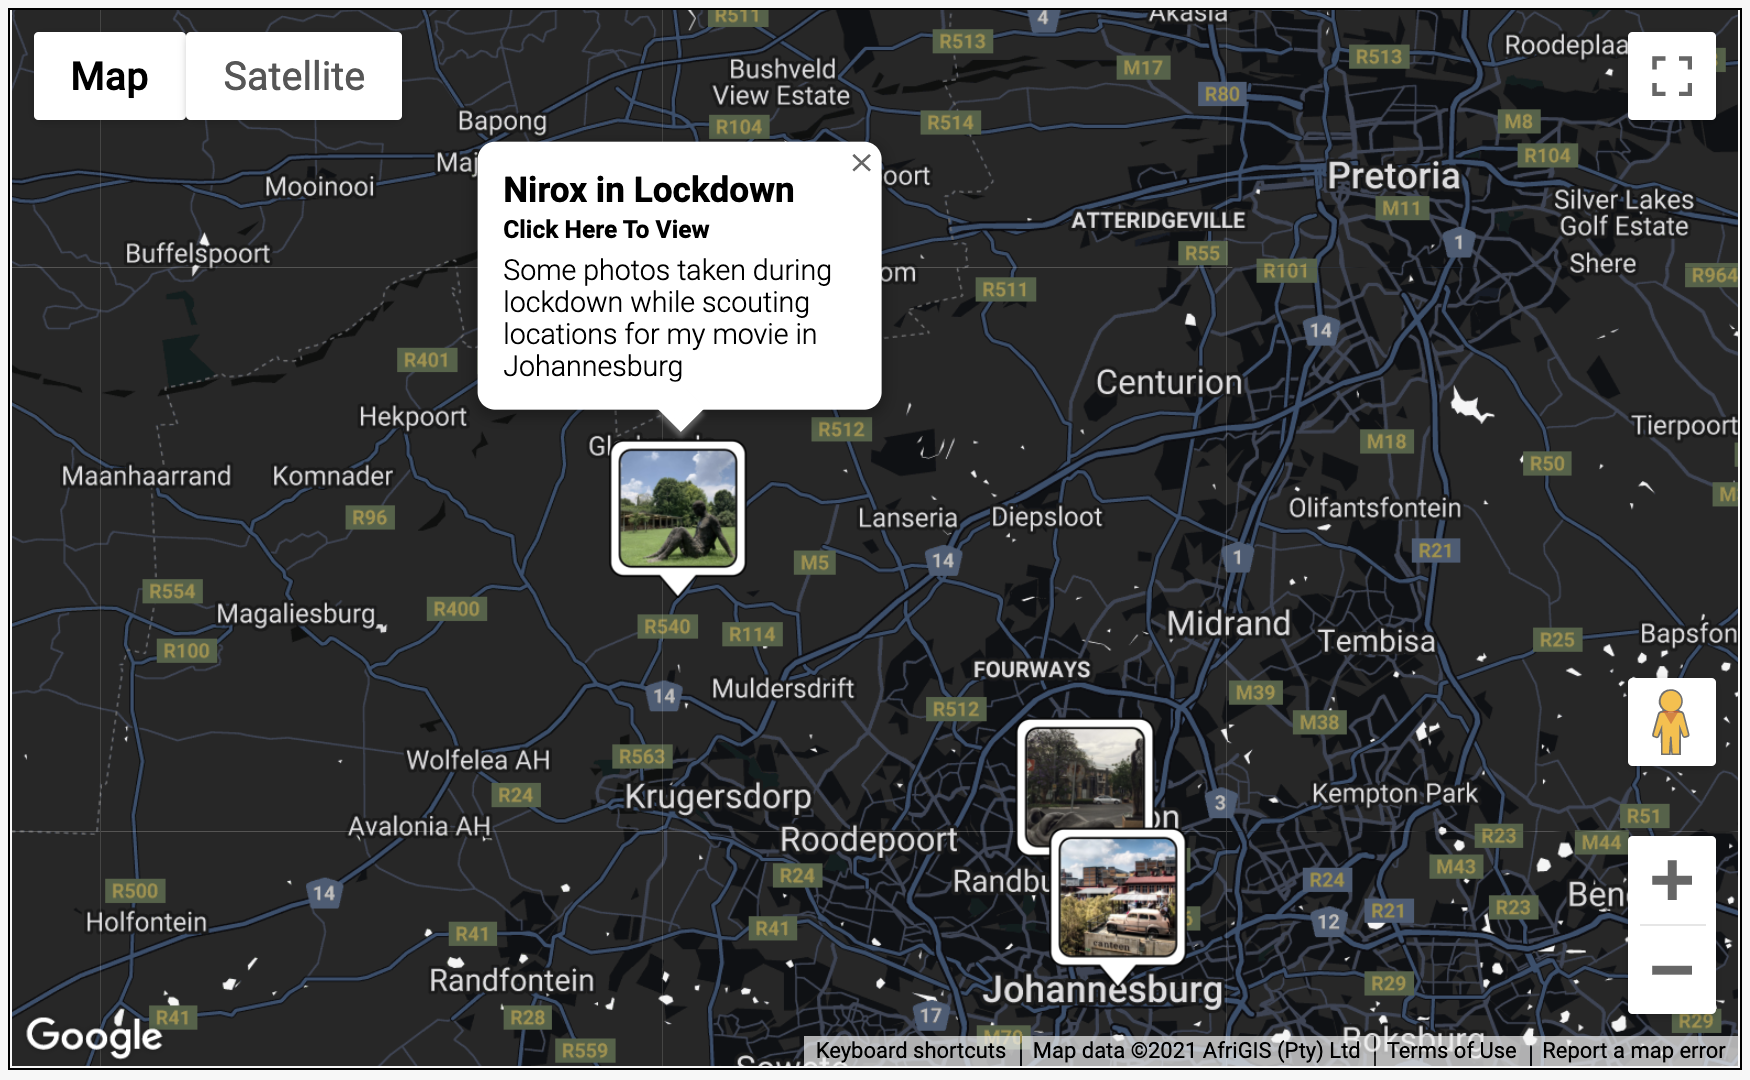 R511
4
Akasia
R513
Roodeplaa
Map
Satellite
Bushveld
View Estate
M17
R513
R80
Bapong
R104
R514
M8
R104
Maj
oort
Mooinooi
Pretoria
M11
Silver Lakes
Golf Estate
Nirox in Lockdown
Click Here To View
Some photos taken during
lockdown while scouting
locations for my movie in
Johannesburg
ATTERIDGEVILLE
Buffelspoort
R55
1
Shere
om
R101
R964
R511
14
R401
Centurion
Hekpoort
R512
Tierpoort
M18
Gl
Maanhaarrand
Komnader
R50
M
R96
Lanseria
Diepsloot
Olifantsfontein
14
1
R21
M5
R554
Magaliesburg
R400
R540
R114
Midrand
Tembisa
R25
Bapsfon
R100
FOURWAYS
14
Muldersdrift
R512
M39
M38
Wolfelea AH
R563
R24
Krugersdorp
3
Kempton Park
on
R51
Avalonia AH
Roodepoort
R23
M44
R24
Randbu
M43
R24
R500
14
Ben
Holfontein
R21
R23
12
6
R41
R41
canteen
Randfontein
Johannesburg
R29
R41
R28
17
M70
R29
Google
R559
Soweto
Boksburg
Keyboard shortcuts
Map data ©2021 AfriGIS (Pty) Ltd
Terms of Use
Report a map error